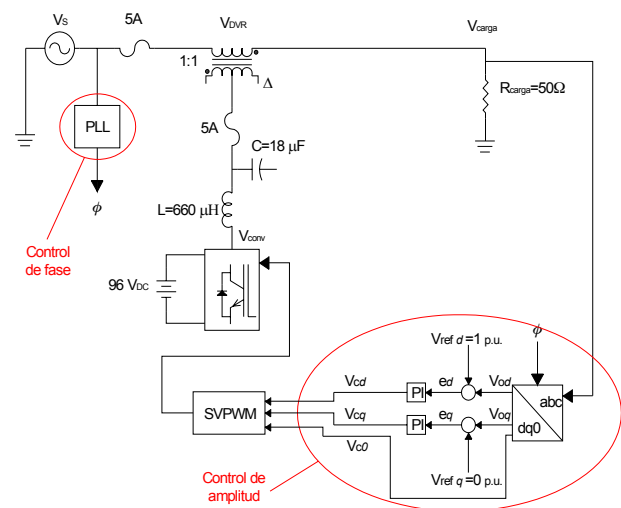 VS
5A
VDVR
Vcarga
1:1
Δ
Rcarga=50Ω
PLL
5A
C=18 μF
ϕ
L=660 μH
Control
de fase
Vconv
96 VDC
Vref d=1 p.u.
ϕ
Vcd
PI
ed
Vod
abc
SVPWM
Vcq
PI
eq
Voq
dq0
Vc0
Control de
amplitud
Vref q=0 p.u.